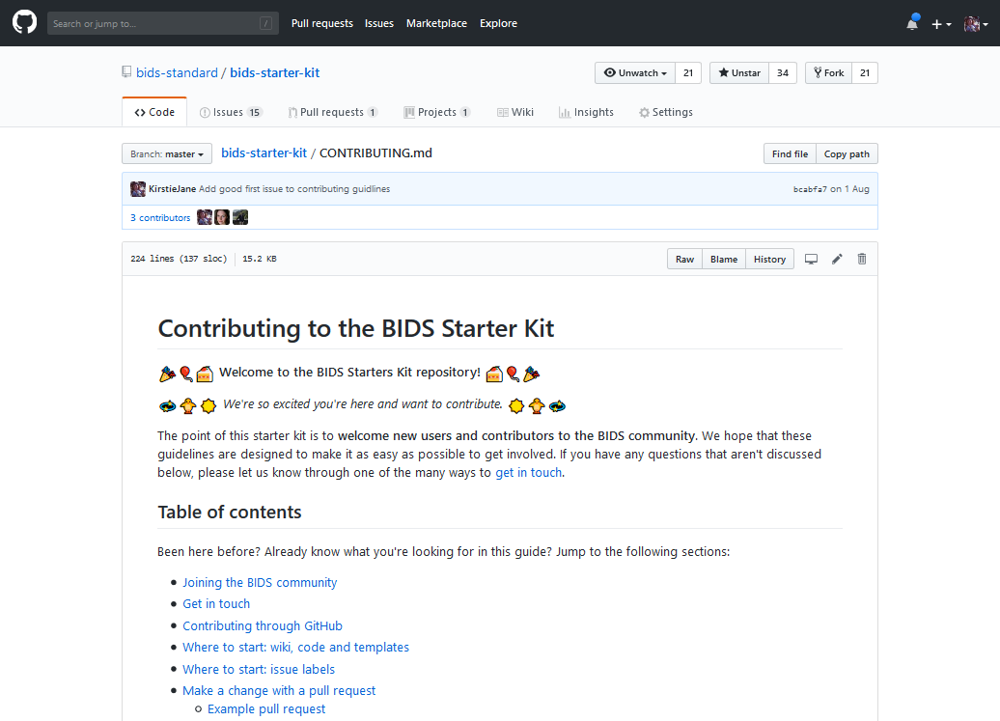 Search or jump to... /
Pull requests Issues Marketplace Explore
bids-standard / bids-starter-kit
Unwatch 21 Unstar 34 Fork 21
Code Issues 15 Pull requests 1 Projects 1 Wiki Insights Settings
Branch: master bids-starter-kit / CONTRIBUTING.md Find file Copy path
KirstieJane Add good first issue to contributing guidlines bcabfa7 on 1 Aug
3 contributors
224 lines (137 sloc) 15.2 KB Raw Blame History
Contributing to the BIDS Starter Kit
Welcome to the BIDS Starters Kit repository!
We're so excited you're here and want to contribute.
The point of this starter kit is to welcome new users and contributors to the BIDS community. We hope that these
guidelines are designed to make it as easy as possible to get involved. If you have any questions that aren't discussed
below, please let us know through one of the many ways to get in touch.
Table of contents
Been here before? Already know what you're looking for in this guide? Jump to the following sections:
Joining the BIDS community
Get in touch
Contributing through GitHub
Where to start: wiki, code and templates
Where to start: issue labels
Make a change with a pull request
Example pull request